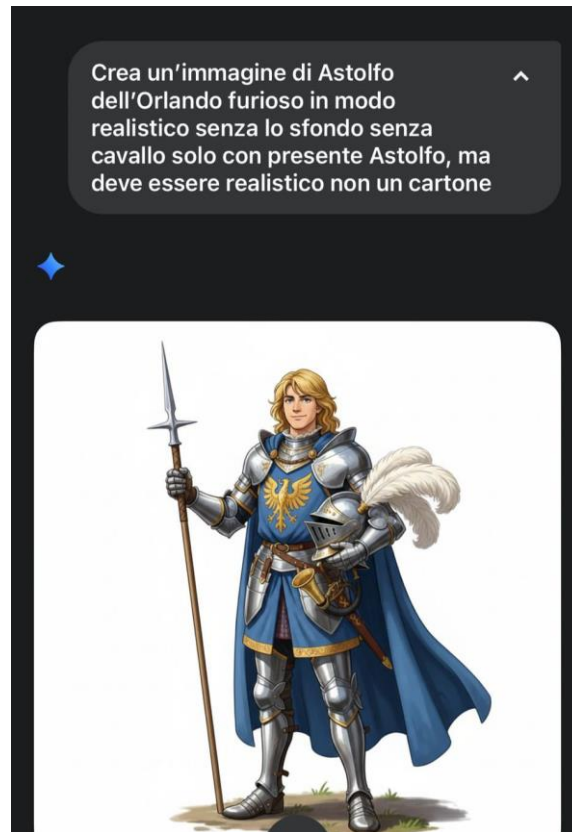 Crea un'immagine di Astolfo
dell'Orlando furioso in modo
realistico senza lo sfondo senza
cavallo solo con presente Astolfo, ma
deve essere realistico non un cartone